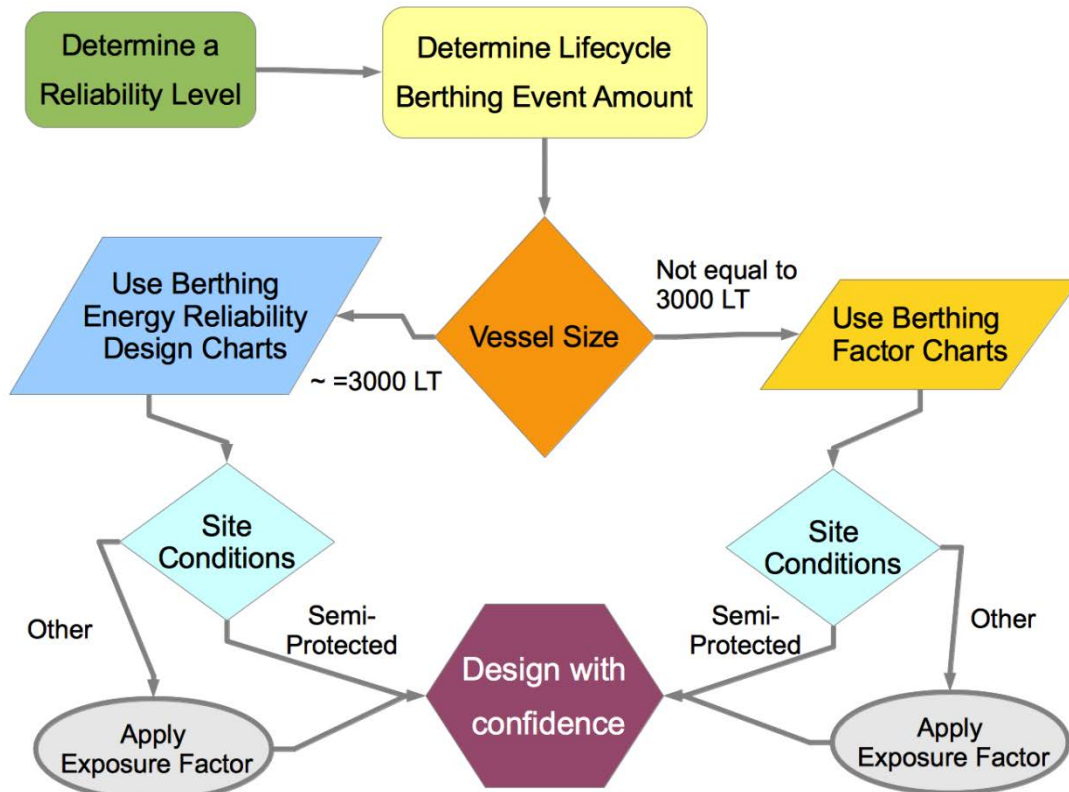 Determine a
Reliability Level
Determine Lifecycle
Berthing Event Amount
Use Berthing
Energy Reliability
Design Charts
~ =3000 LT
Vessel Size
Not equal to
3000 LT
Use Berthing
Factor Charts
Site
Conditions
Other
Semi-
Protected
Apply
Exposure Factor
Design with
confidence
Site
Conditions
Semi-
Protected
Other
Apply
Exposure Factor